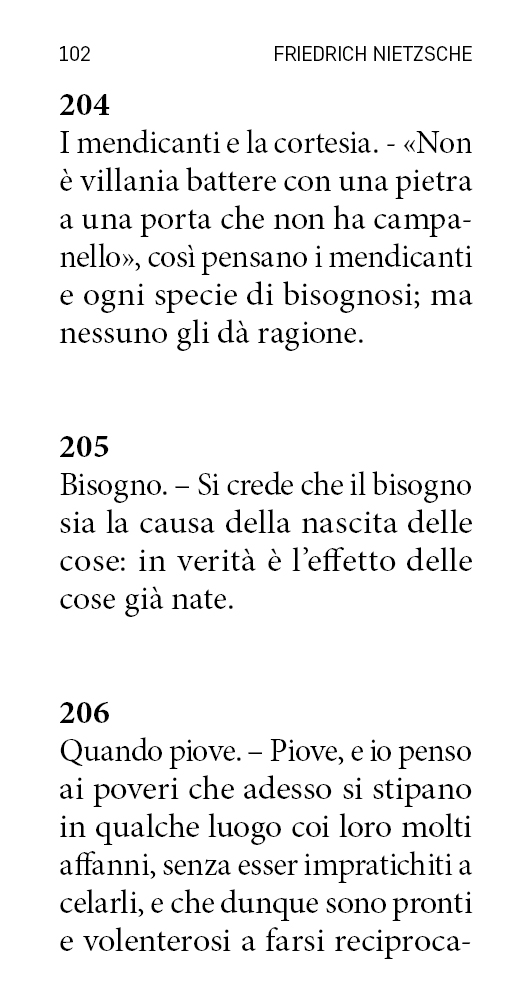 102 FRIEDRICH NIETZSCHE
204
I mendicanti e la cortesia. - «Non
è villania battere con una pietra
a una porta che non ha campa-
nello», così pensano i mendicanti
e ogni specie di bisognosi; ma
nessuno gli dà ragione.
205
Bisogno. – Si crede che il bisogno
sia la causa della nascita delle
cose: in verità è l’effetto delle
cose già nate.
206
Quando piove. – Piove, e io penso
ai poveri che adesso si stipano
in qualche luogo coi loro molti
affanni, senza esser impratichiti a
celarli, e che dunque sono pronti
e volenterosi a farsi reciproca-